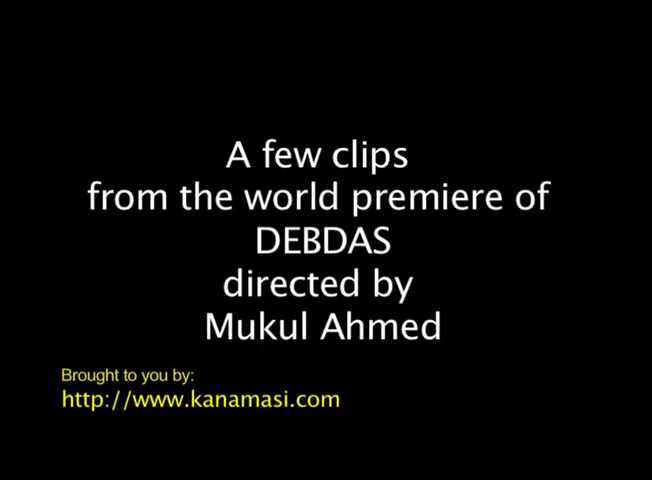 A few clips
from the world premiere of
DEBDAS
directed by
Mukul Ahmed
Brought to you by:
http://www.kanamasi.com